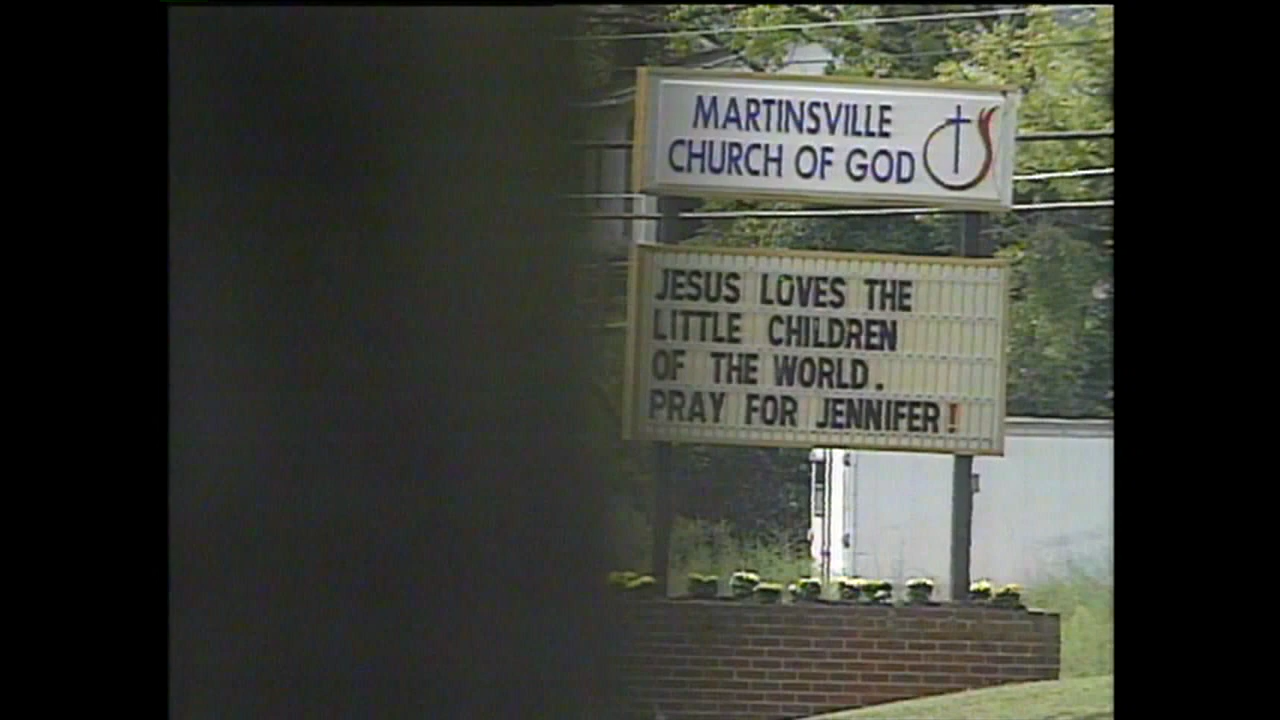 MARTINSVILLE
CHURCH OF GOD
JESUS LOVES THE
LITTLE CHILDREN
OF THE WORLD.
PRAY FOR JENNIFER!